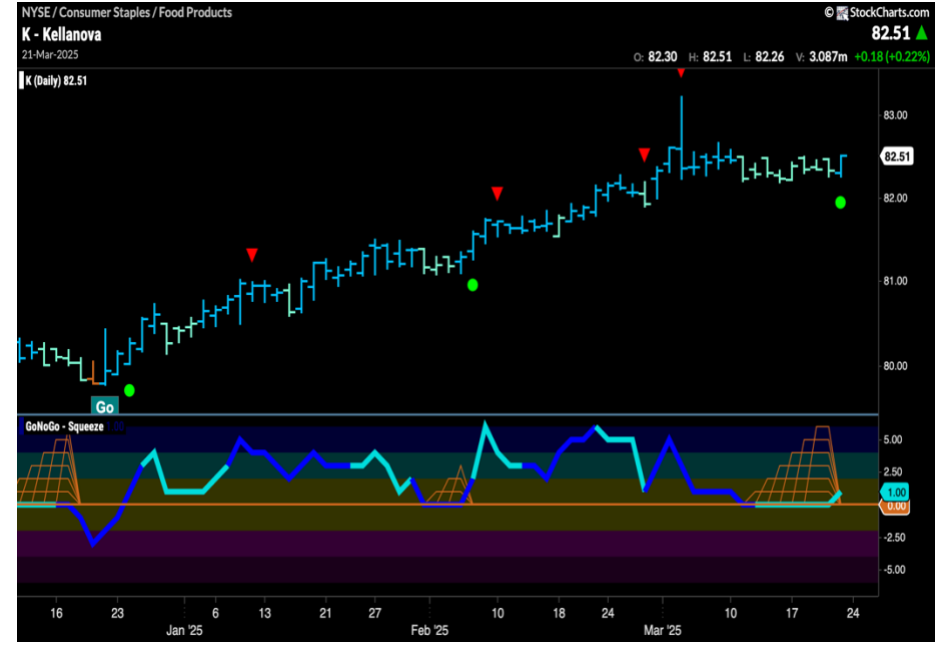 NYSE / Consumer Staples / Food Products
© StockCharts.com
K - Kellanova
82.51
21-Mar-2025
O: 82.30 H: 82.51 L: 82.26 V: 3.087m +0.18 (+0.22%)
K (Daily) 82.51
83.00
82.51
82.00
81.00
80.00
Go
GoNoGo - Squeeze
5.00
2.50
1.00
0.00
-2.50
-5.00
16 23 6 13 21 27 10 18 24 10 17 24
Jan '25 Feb '25 Mar '25